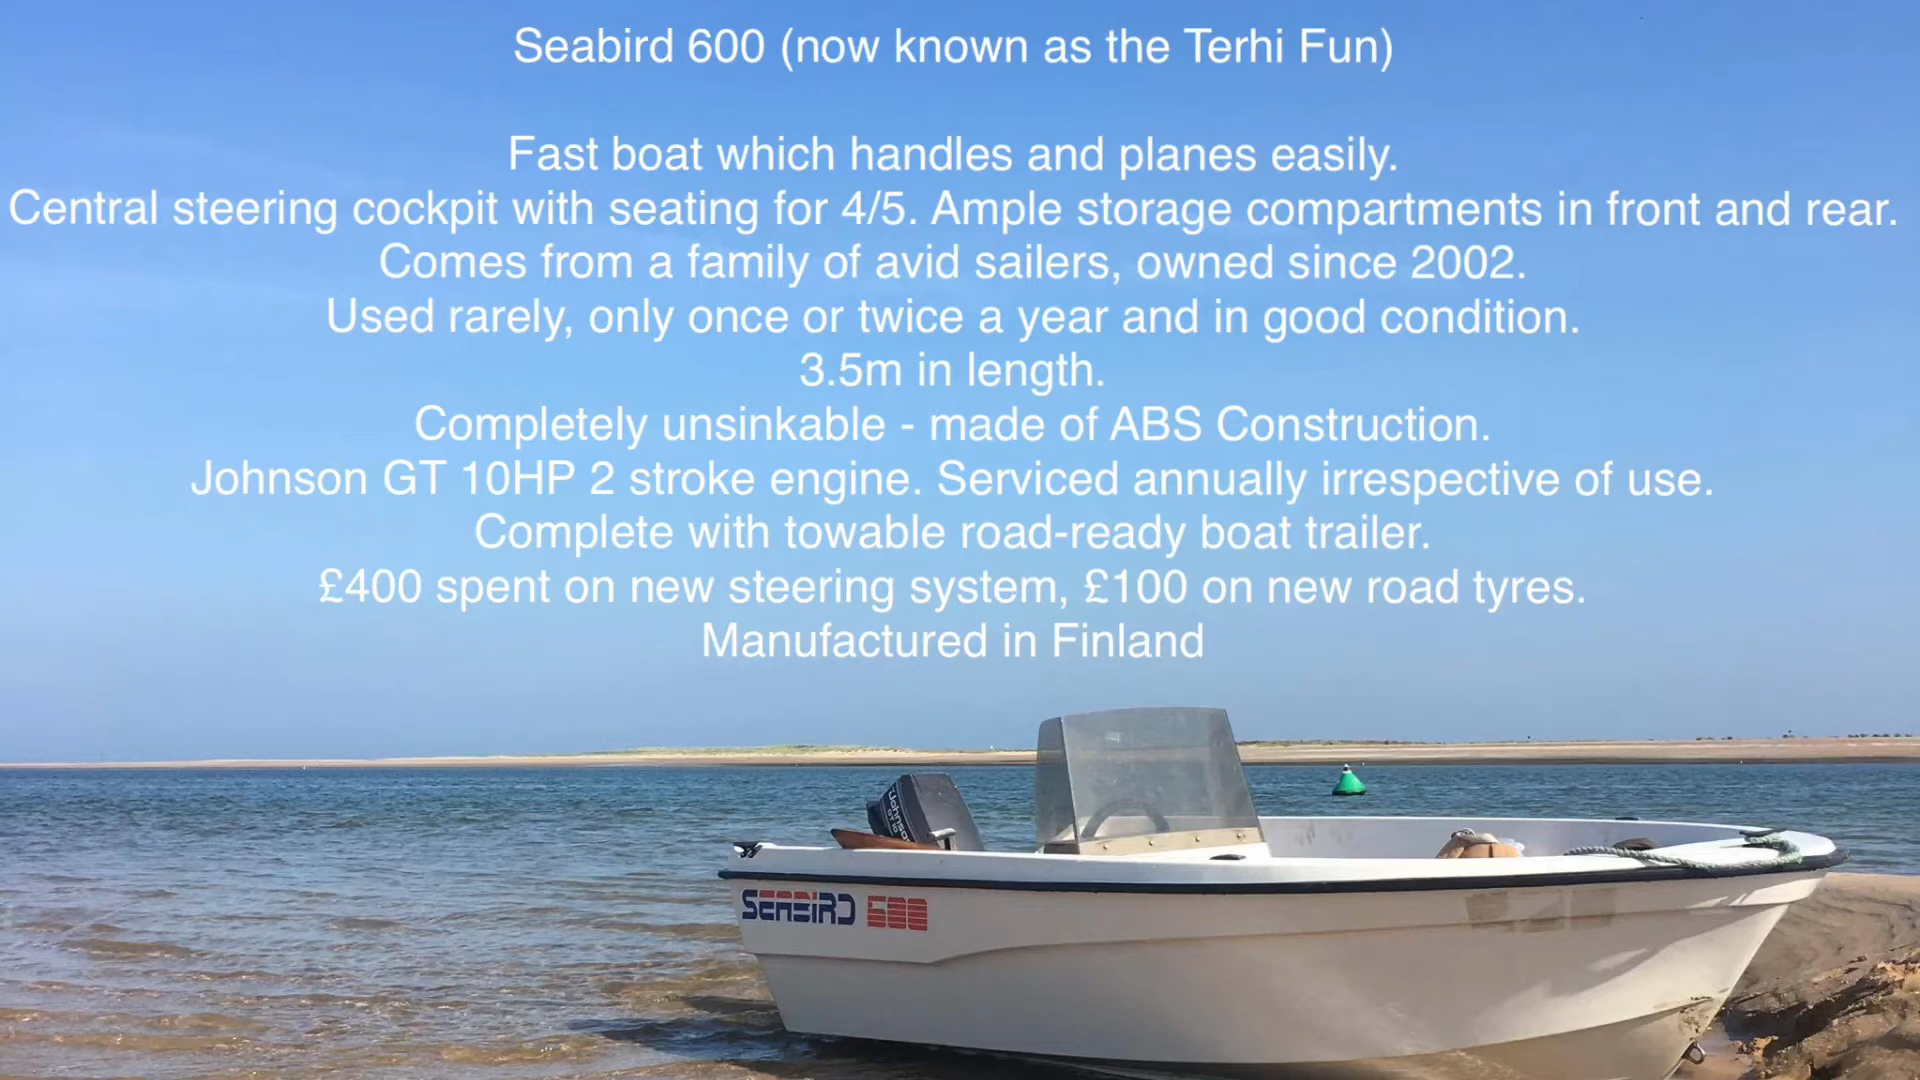 Seabird 600 (now known as the Terhi Fun)
Fast boat which handles and planes easily.
Central steering cockpit with seating for 4/5. Ample storage compartments in front and rear.
Comes from a family of avid sailers, owned since 2002.
Used rarely, only once or twice a year and in good condition.
3.5m in length.
Completely unsinkable - made of ABS Construction.
Johnson GT 10HP 2 stroke engine. Serviced annually irrespective of use.
Complete with towable road-ready boat trailer.
£400 spent on new steering system, £100 on new road tyres.
Manufactured in Finland
Johnson
GT 10
SEABIRD 600